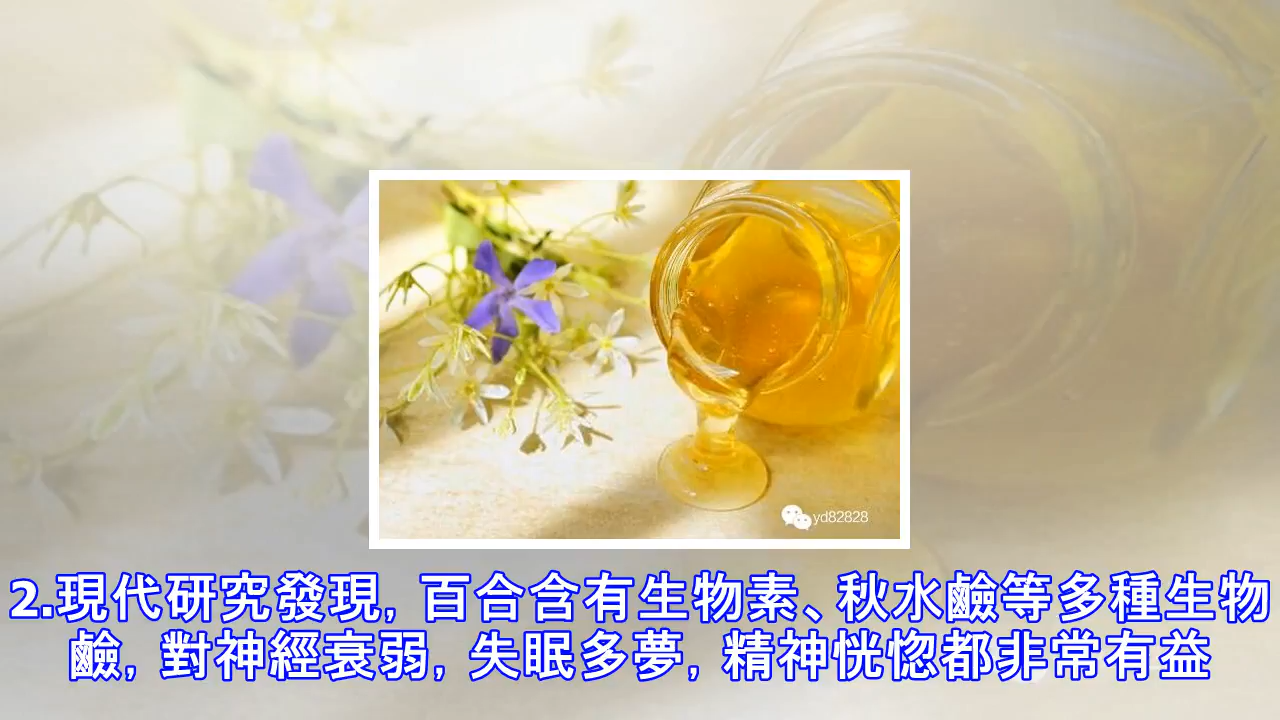 yd82828
2.現代研究發現, 百合含有生物素、秋水鹼等多種生物
鹼, 對神經衰弱, 失眠多夢, 精神恍惚都非常有益